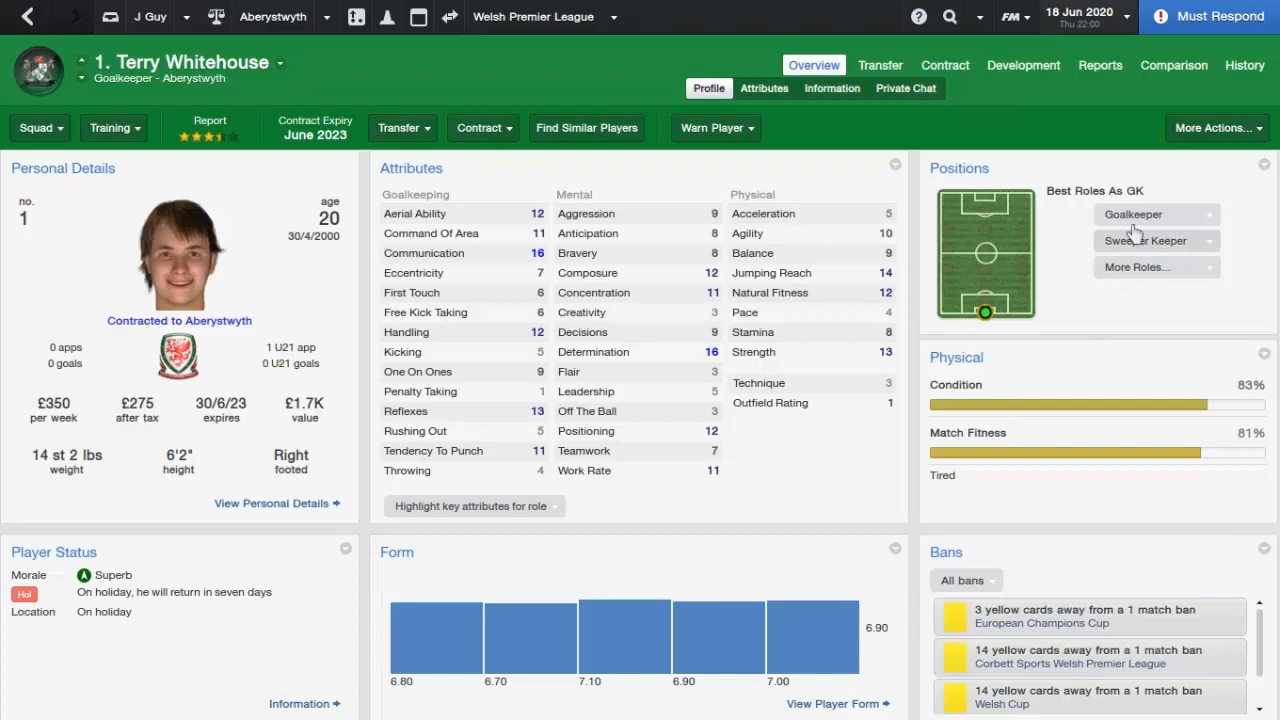 J Guy
Aberystwyth
Welsh Premier League
FM
18 Jun 2020
Thu 22:00
Must Respond
1. Terry Whitehouse
Goalkeeper - Aberystwyth
Overview Transfer Contract Development Reports Comparison History
Profile Attributes Information Private Chat
Squad
Training
Report
Contract Expiry
June 2023
Transfer
Contract
Find Similar Players
Warn Player
More Actions...
Personal Details
no.
1
age
20
30/4/2000
Contracted to Aberystwyth
0 apps
0 goals
1 U21 app
0 U21 goals
£350
per week
£275
after tax
30/6/23
expires
£1.7K
value
14 st 2 lbs
weight
6'2"
height
Right
footed
View Personal Details
Attributes
Goalkeeping Mental Physical
Aerial Ability 12 Aggression 9 Acceleration 5
Command Of Area 11 Anticipation 8 Agility 10
Communication 16 Bravery 8 Balance 9
Eccentricity 7 Composure 12 Jumping Reach 14
First Touch 6 Concentration 11 Natural Fitness 12
Free Kick Taking 6 Creativity 3 Pace 4
Handling 12 Decisions 9 Stamina 8
Kicking 5 Determination 16 Strength 13
One On Ones 9 Flair 3
Penalty Taking 1 Leadership 5 Technique 3
Reflexes 13 Off The Ball 3 Outfield Rating 1
Rushing Out 5 Positioning 12
Tendency To Punch 11 Teamwork 7
Throwing 4 Work Rate 11
Highlight key attributes for role
Positions
Best Roles As GK
Goalkeeper
Sweeper Keeper
More Roles...
Physical
Condition 83%
Match Fitness 81%
Tired
Player Status
Morale Superb
Hol On holiday, he will return in seven days
Location On holiday
Information
Form
6.90
6.80 6.70 7.10 6.90 7.00
View Player Form
Bans
All bans
3 yellow cards away from a 1 match ban
European Champions Cup
14 yellow cards away from a 1 match ban
Corbett Sports Welsh Premier League
14 yellow cards away from a 1 match ban
Welsh Cup